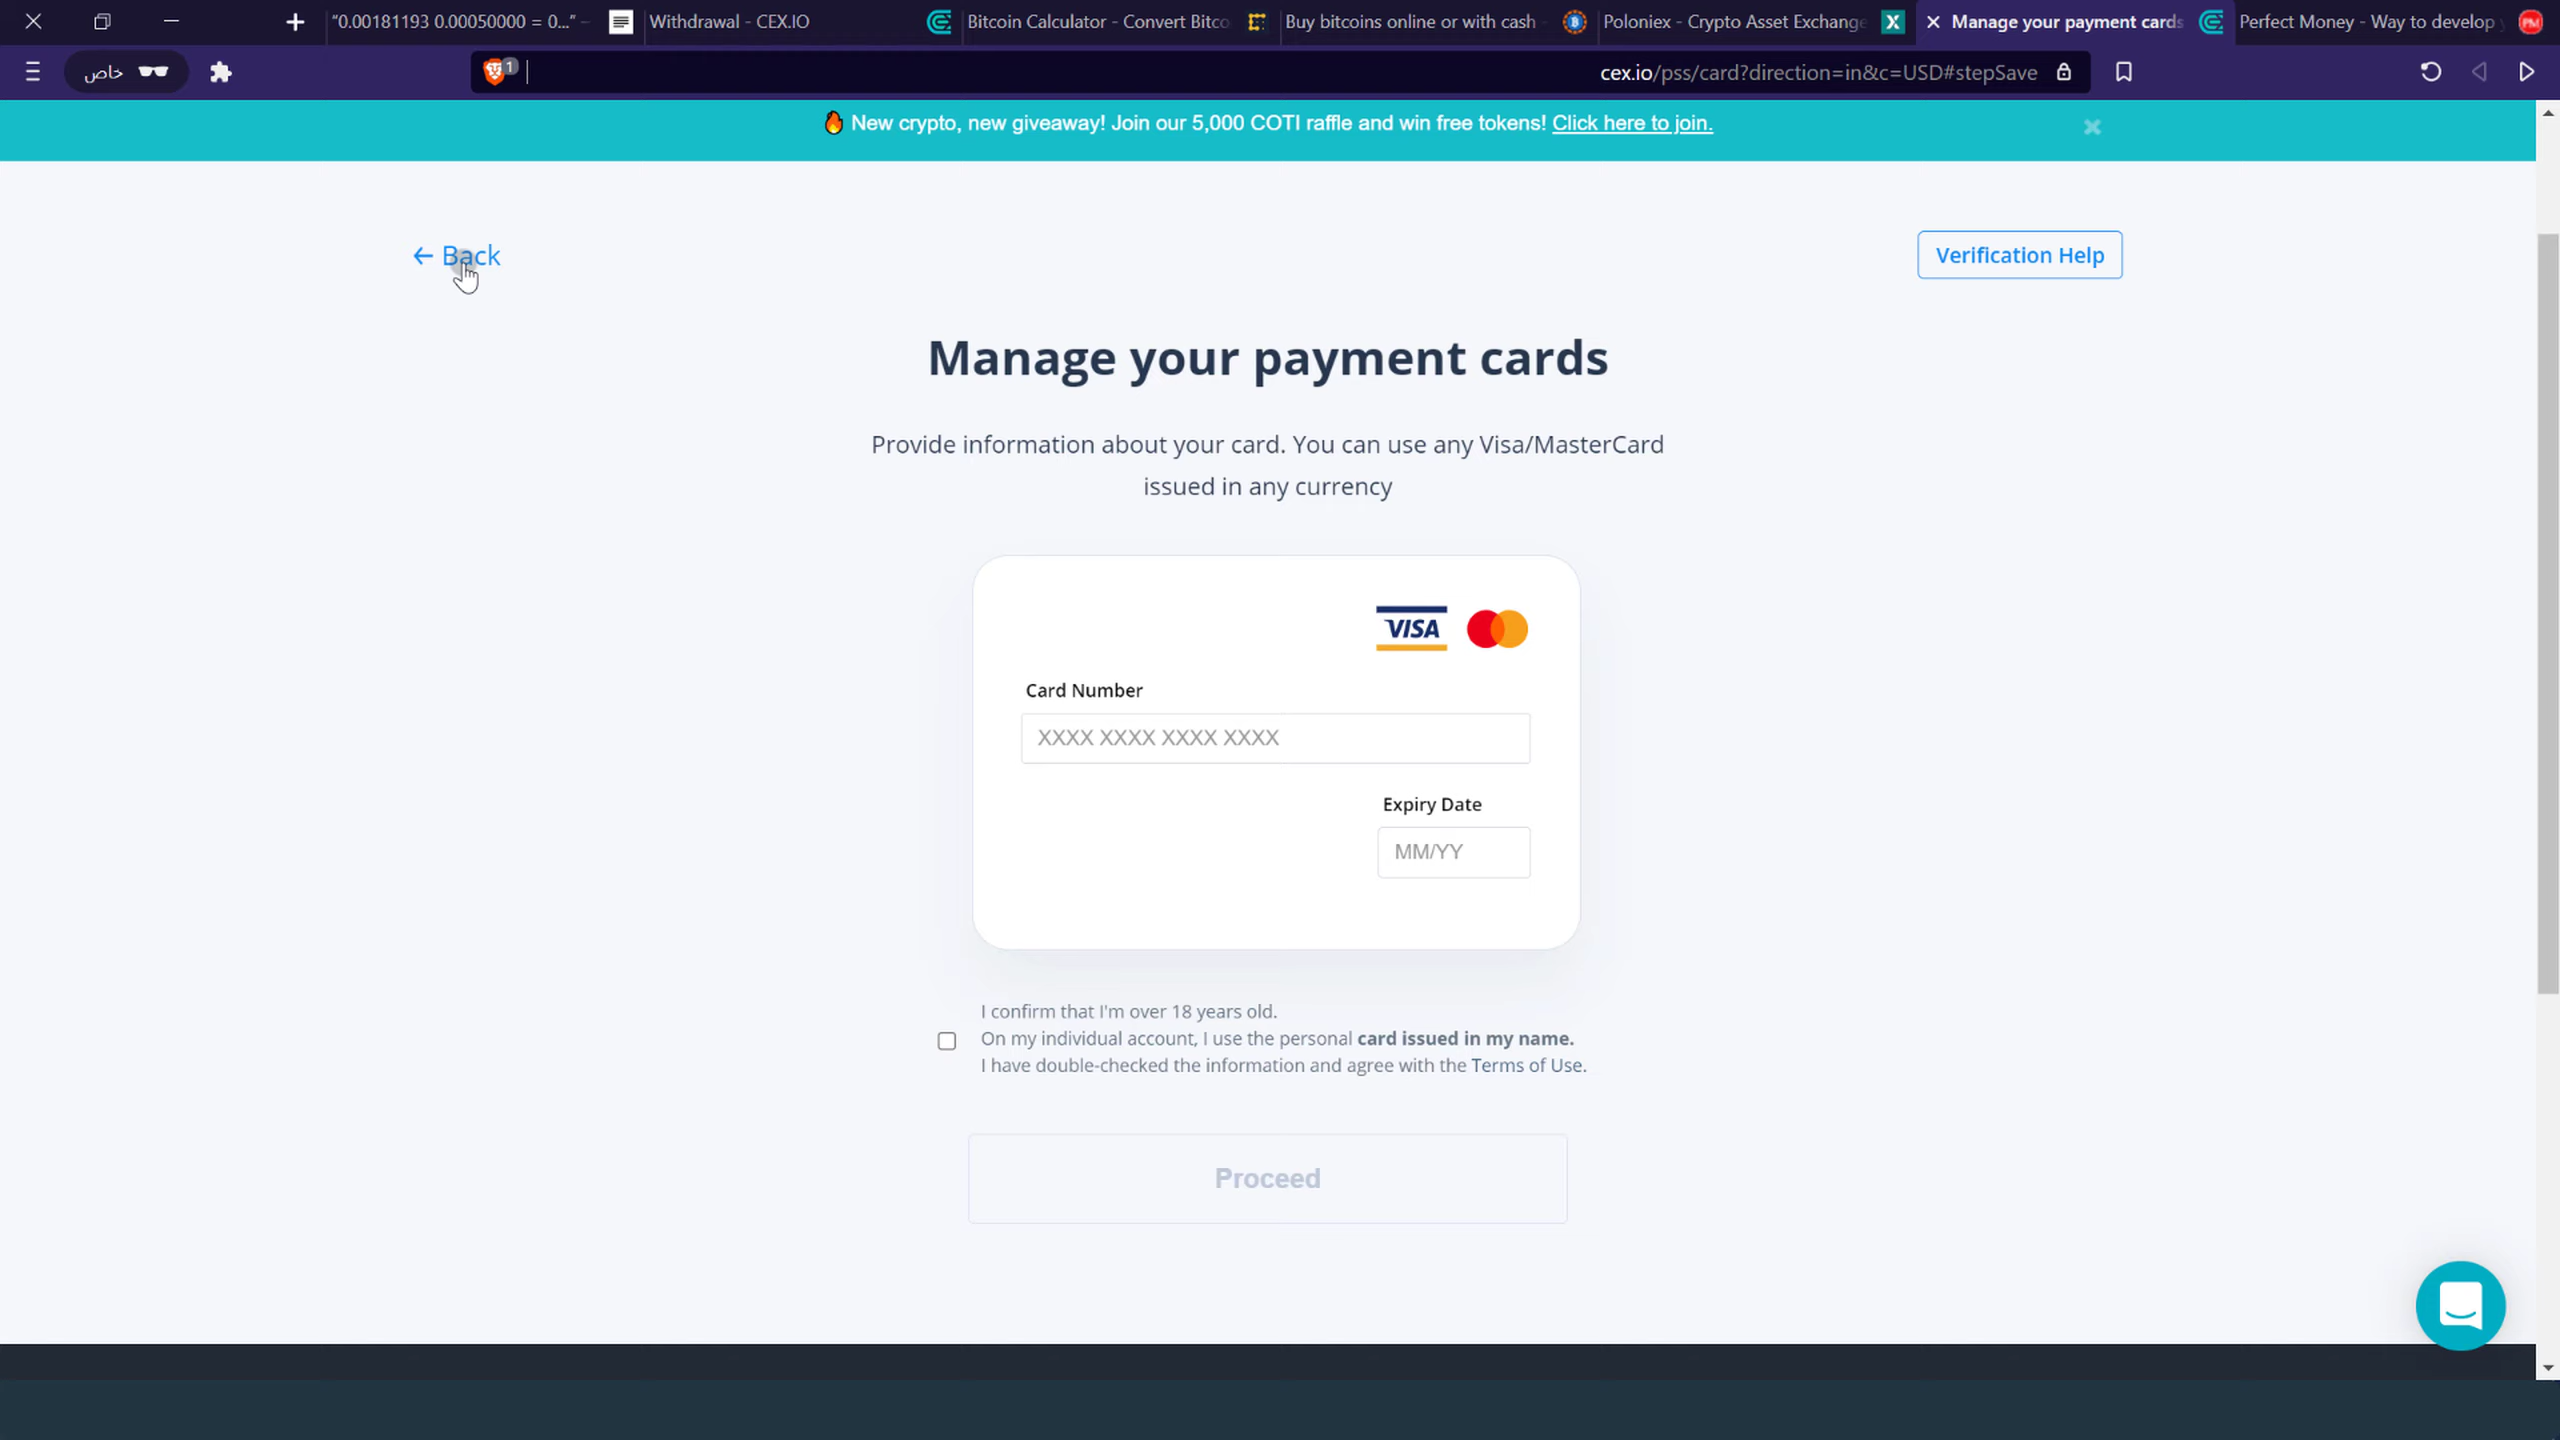 "0.00181193 0.00050000 = 0..." -
Withdrawal - CEX.IO
Bitcoin Calculator - Convert Bitco
Buy bitcoins online or with cash -
Poloniex - Crypto Asset Exchange
Manage your payment cards
Perfect Money - Way to develop y
PM
خاص
1
cex.io/pss/card?direction=in&c=USD#stepSave
New crypto, new giveaway! Join our 5,000 COTI raffle and win free tokens! Click here to join.
← Back
Verification Help
Manage your payment cards
Provide information about your card. You can use any Visa/MasterCard
issued in any currency
VISA
Card Number
XXXX XXXX XXXX XXXX
Expiry Date
MM/YY
I confirm that I'm over 18 years old.
On my individual account, I use the personal card issued in my name.
I have double-checked the information and agree with the Terms of Use.
Proceed